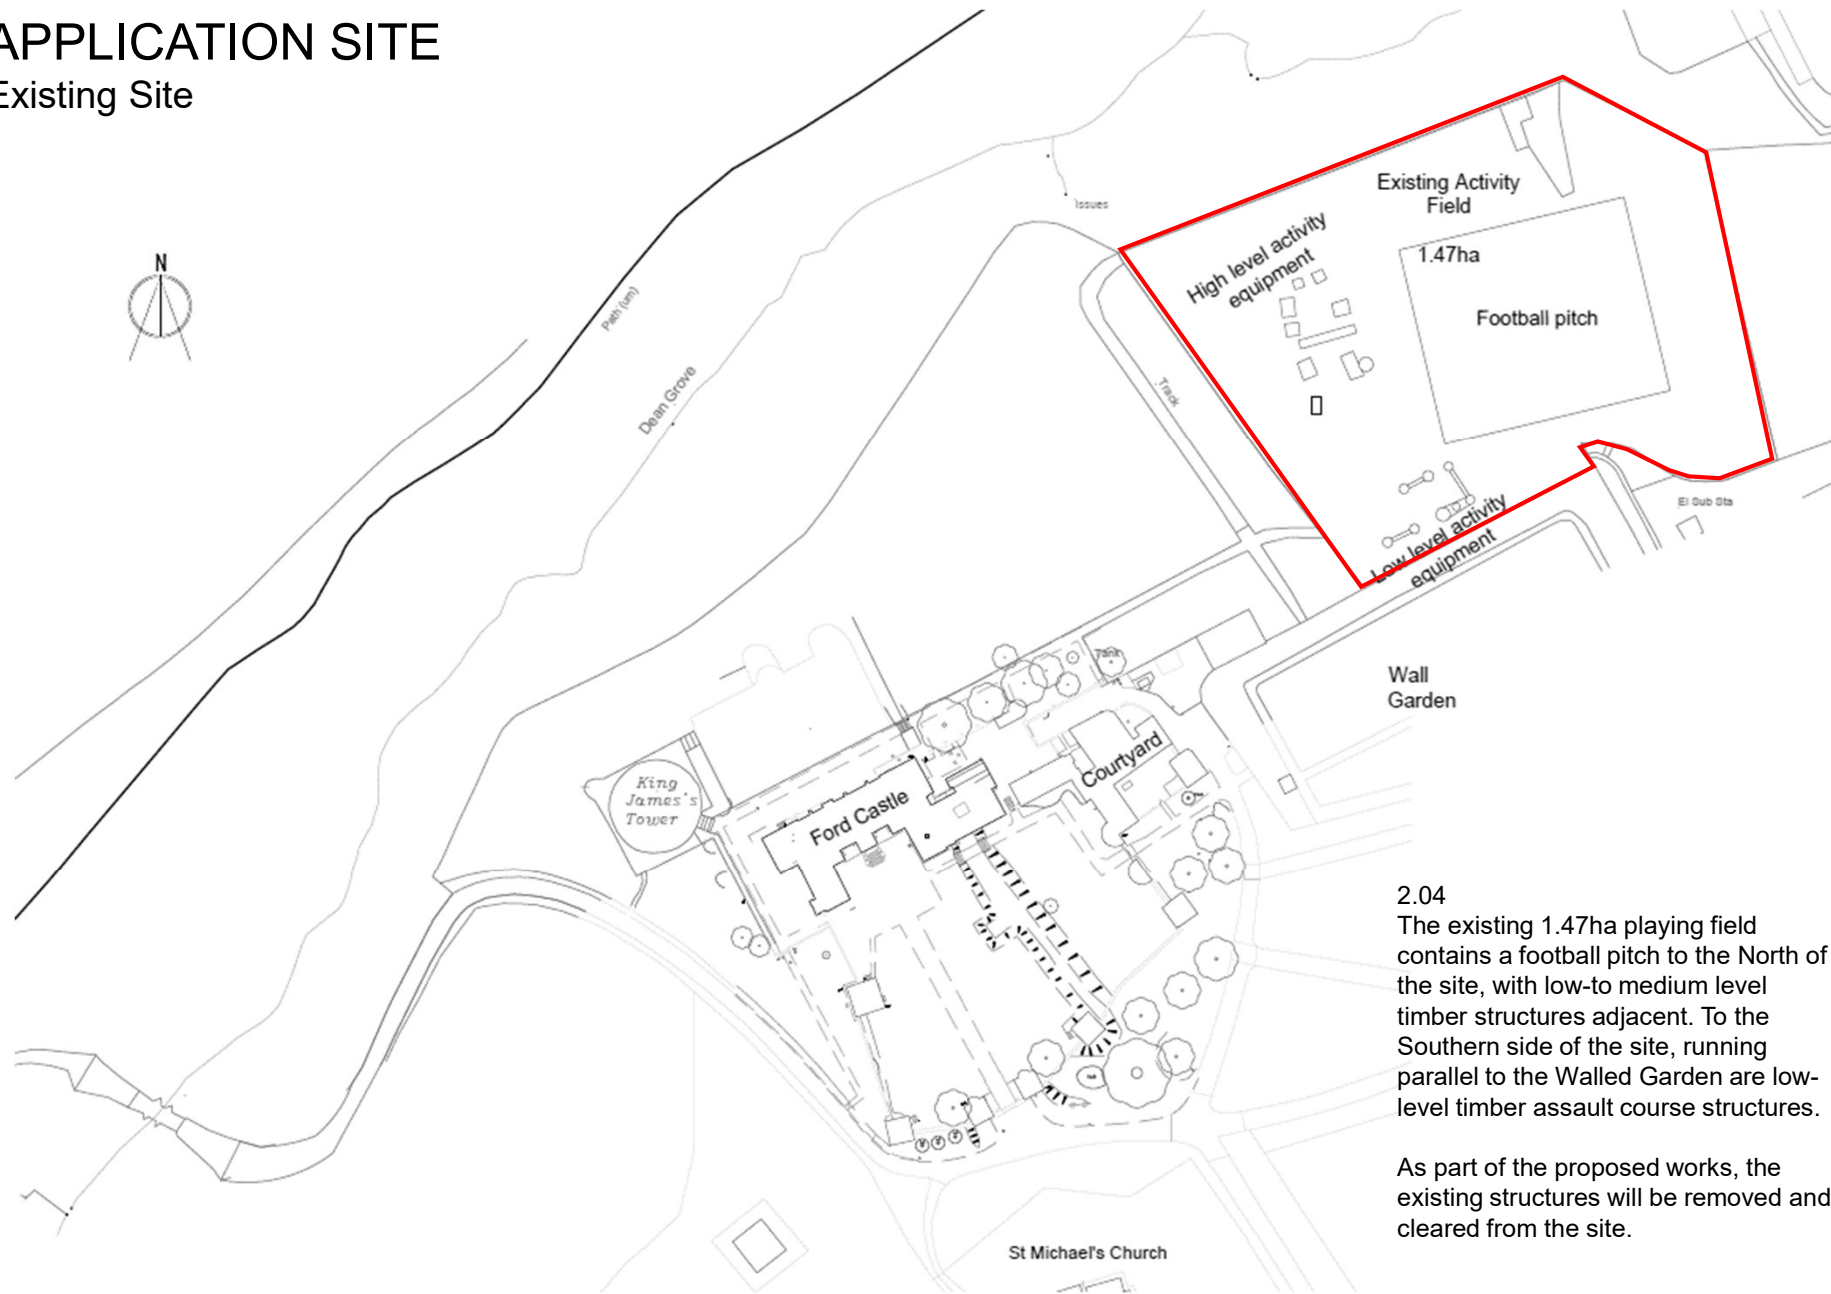 APPLICATION SITE
Existing Site
N
Path (um)
Dean Grove
Issues
Track
Existing Activity
Field
1.47ha
High level activity
equipment
Football pitch
Low level activity
equipment
El Sub Sta
Tank
Wall
Garden
King
James's
Tower
Ford Castle
Courtyard
St Michael's Church
2.04
The existing 1.47ha playing field
contains a football pitch to the North of
the site, with low-to medium level
timber structures adjacent. To the
Southern side of the site, running
parallel to the Walled Garden are low-
level timber assault course structures.
As part of the proposed works, the
existing structures will be removed and
cleared from the site.